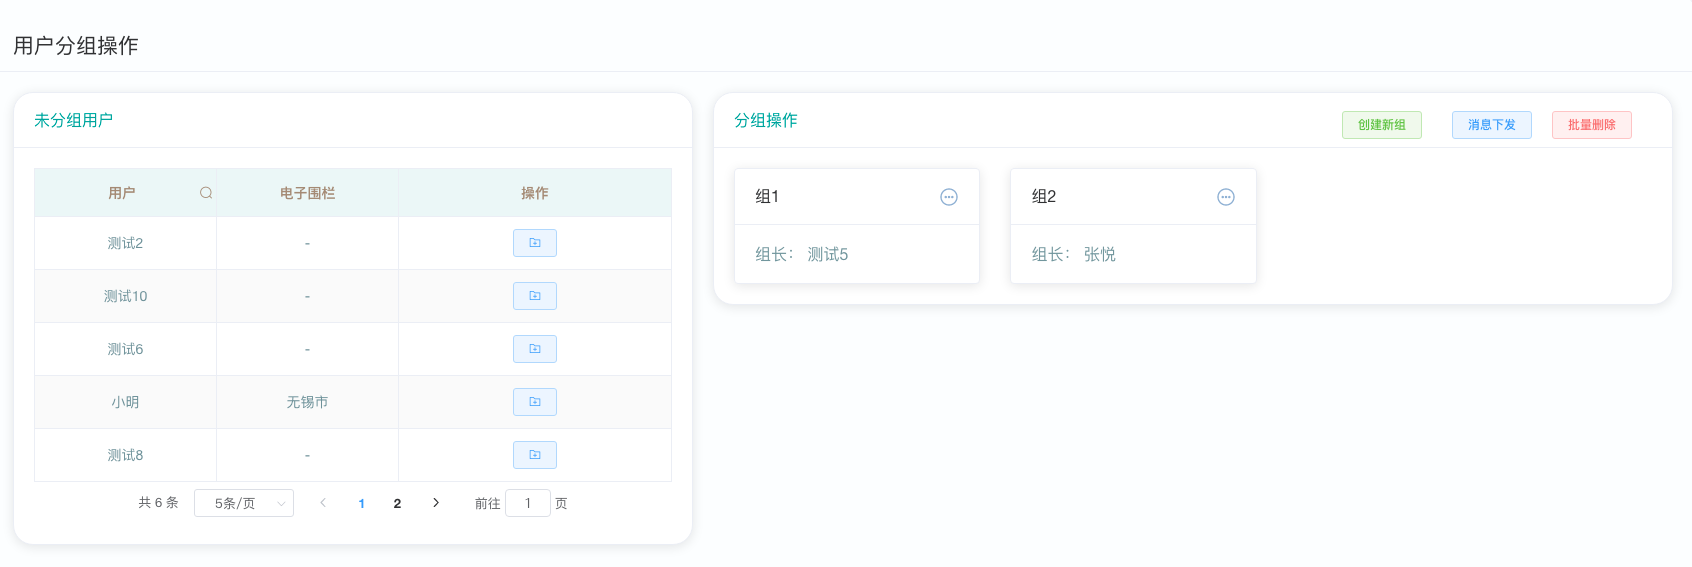 用户分组操作
未分组用户
用户 电子围栏 操作
测试2 -
测试10 -
测试6 -
小明 无锡市
测试8 -
共 6 条 5条/页 1 2 前往 1 页
分组操作 创建新组 消息下发 批量删除
组1
组长： 测试5
组2
组长： 张悦